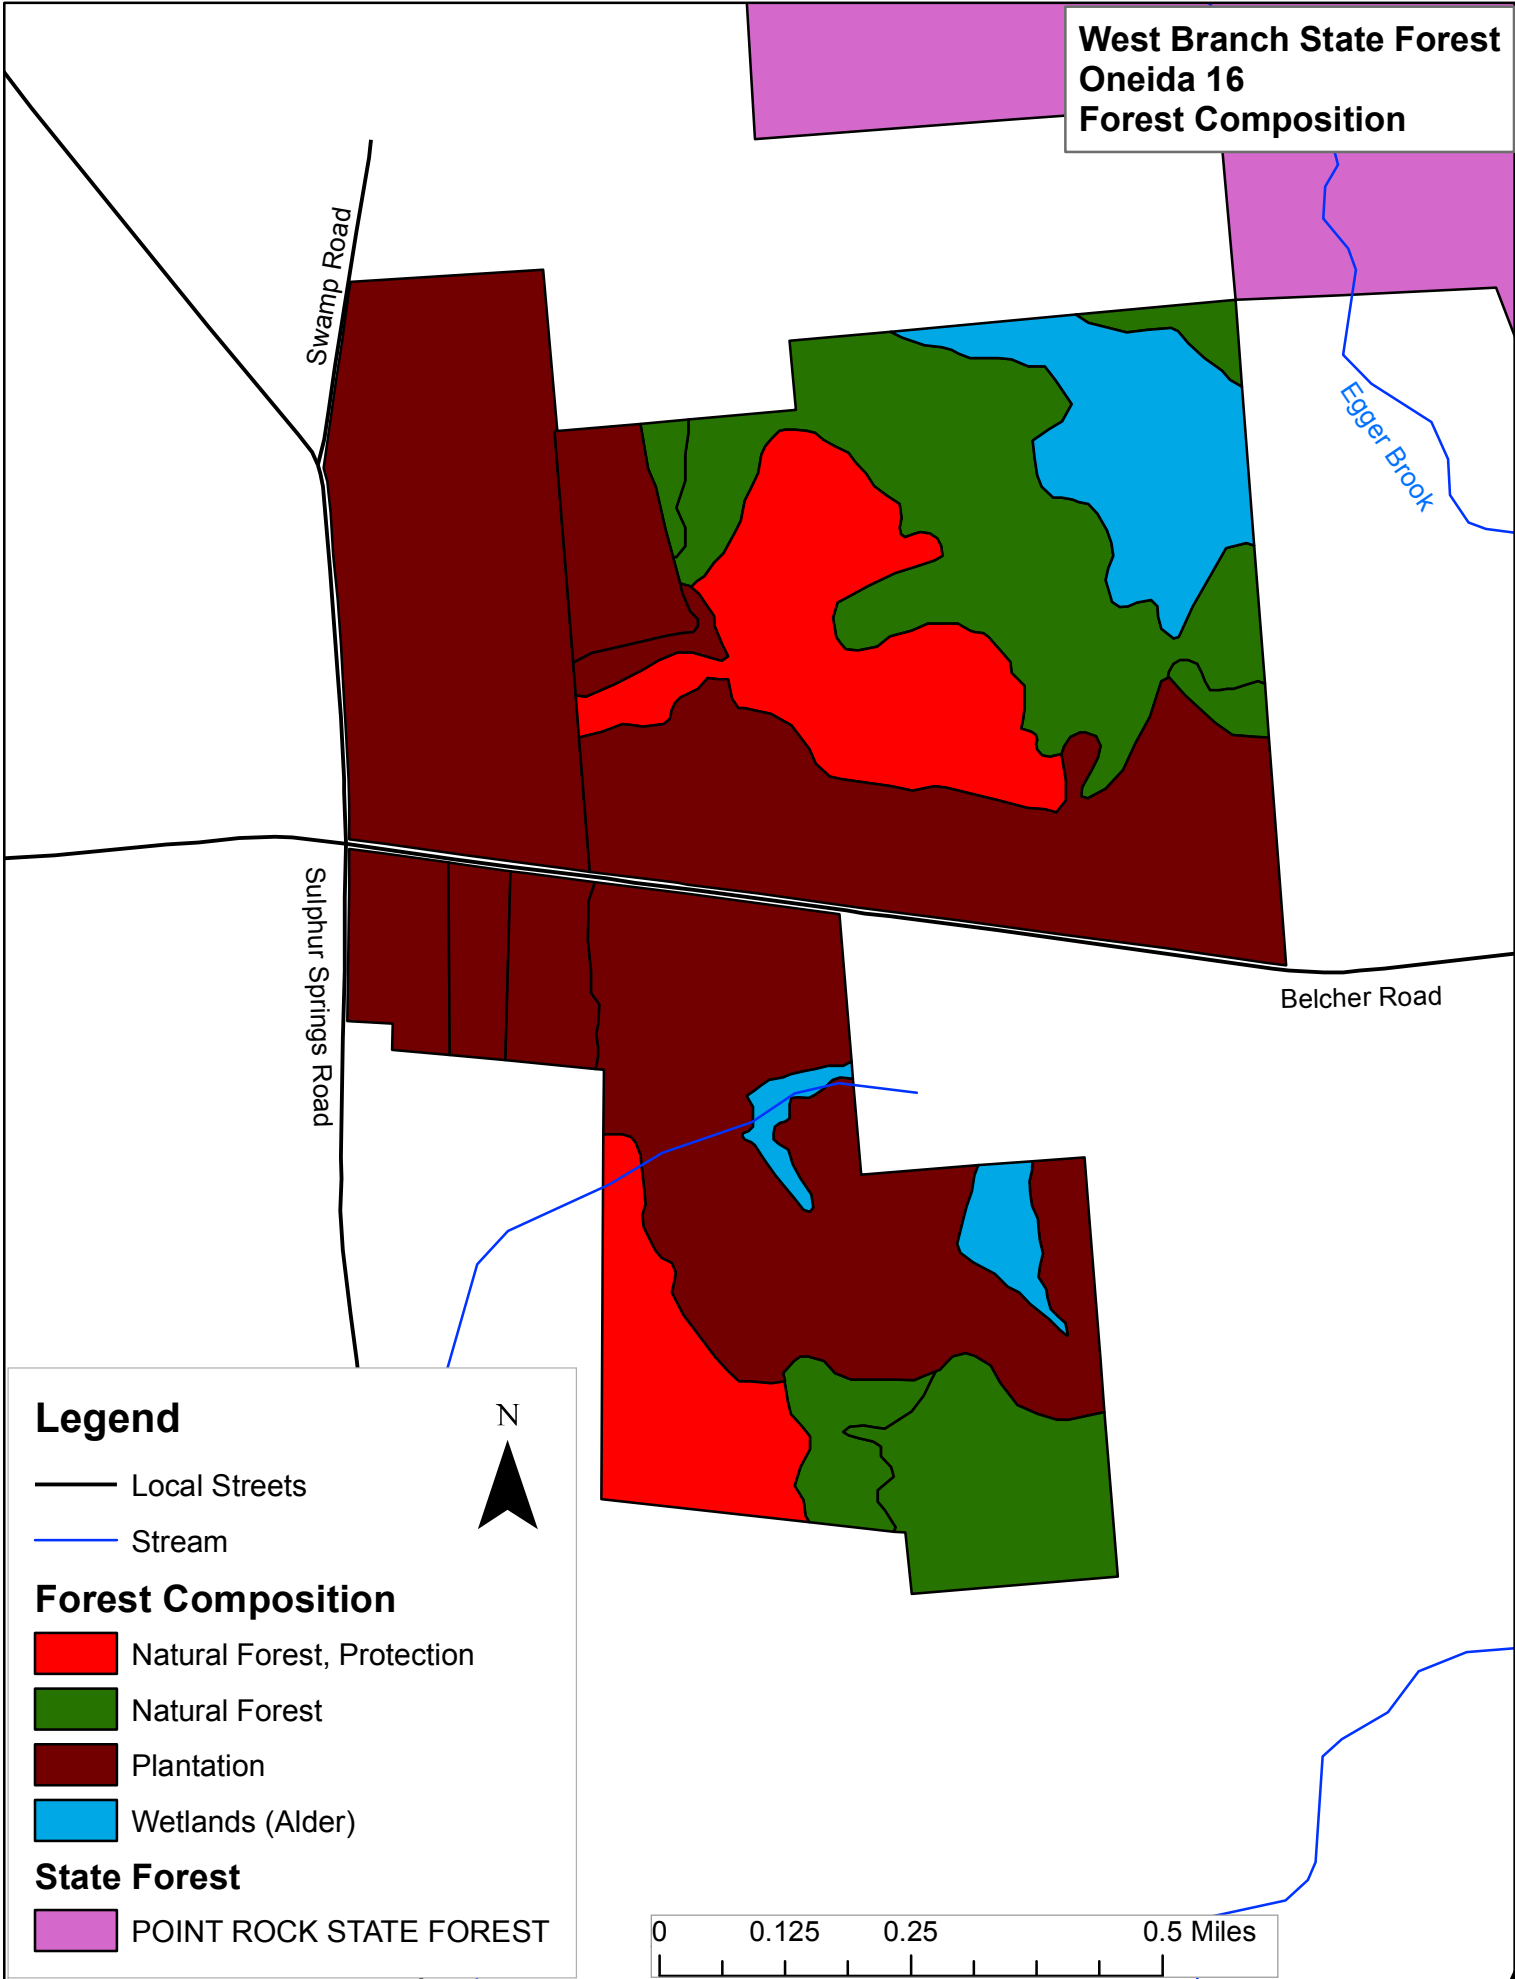 West Branch State Forest
Oneida 16
Forest Composition
Swamp Road
Egger Brook
Sulphur Springs Road
Belcher Road
Legend
N
Local Streets
Stream
Forest Composition
Natural Forest, Protection
Natural Forest
Plantation
Wetlands (Alder)
State Forest
POINT ROCK STATE FOREST
0 0.125 0.25 0.5 Miles